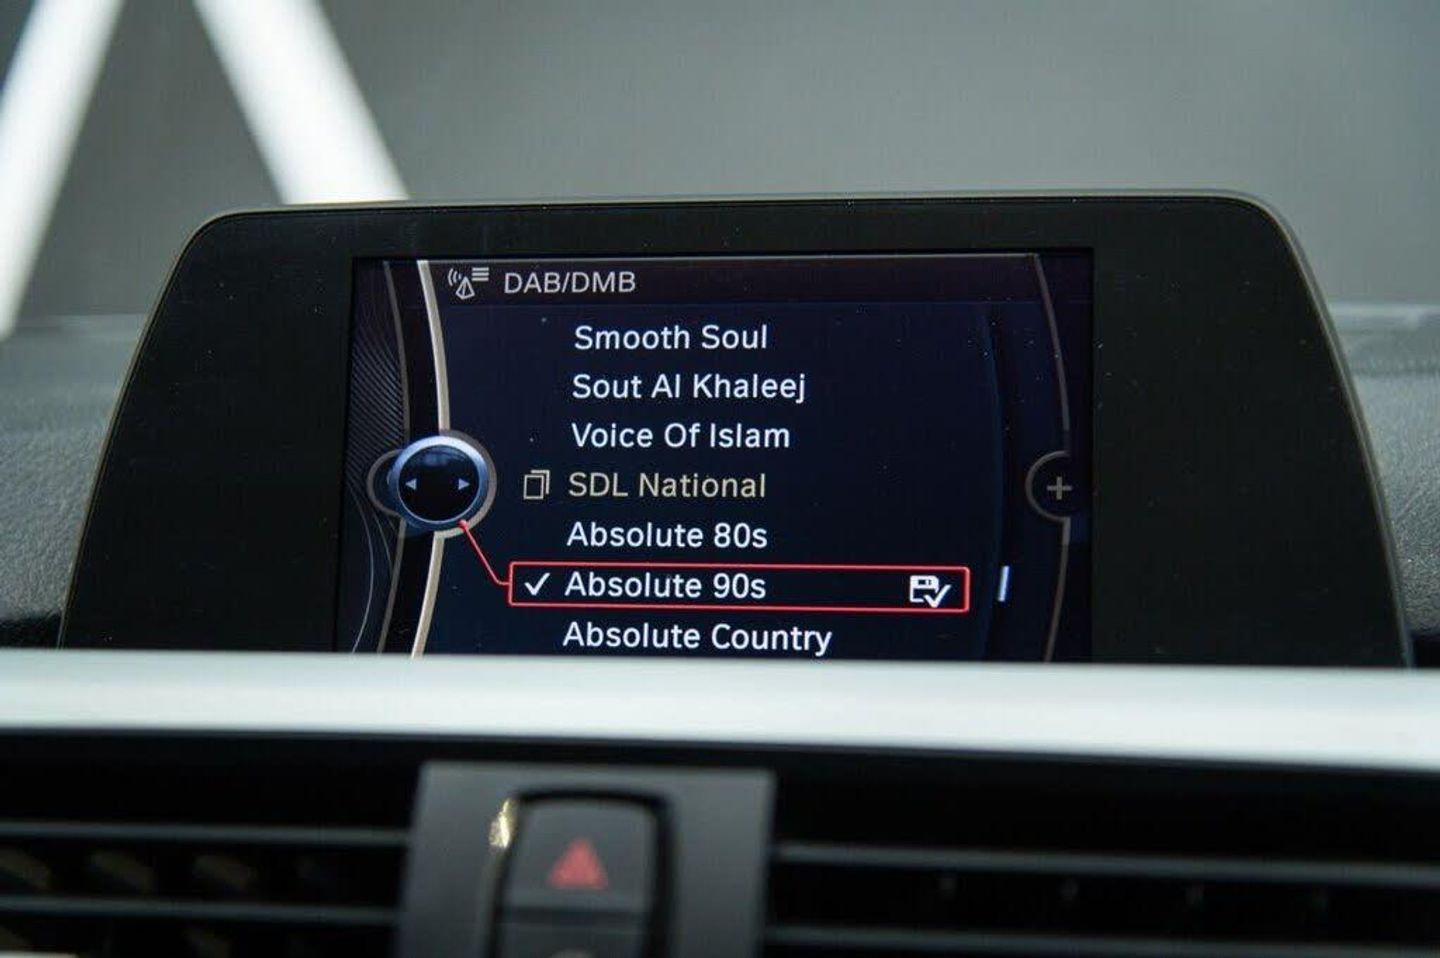 DAB/DMB
Smooth Soul
Sout Al Khaleej
Voice Of Islam
SDL National
Absolute 80s
Absolute 90s
Absolute Country